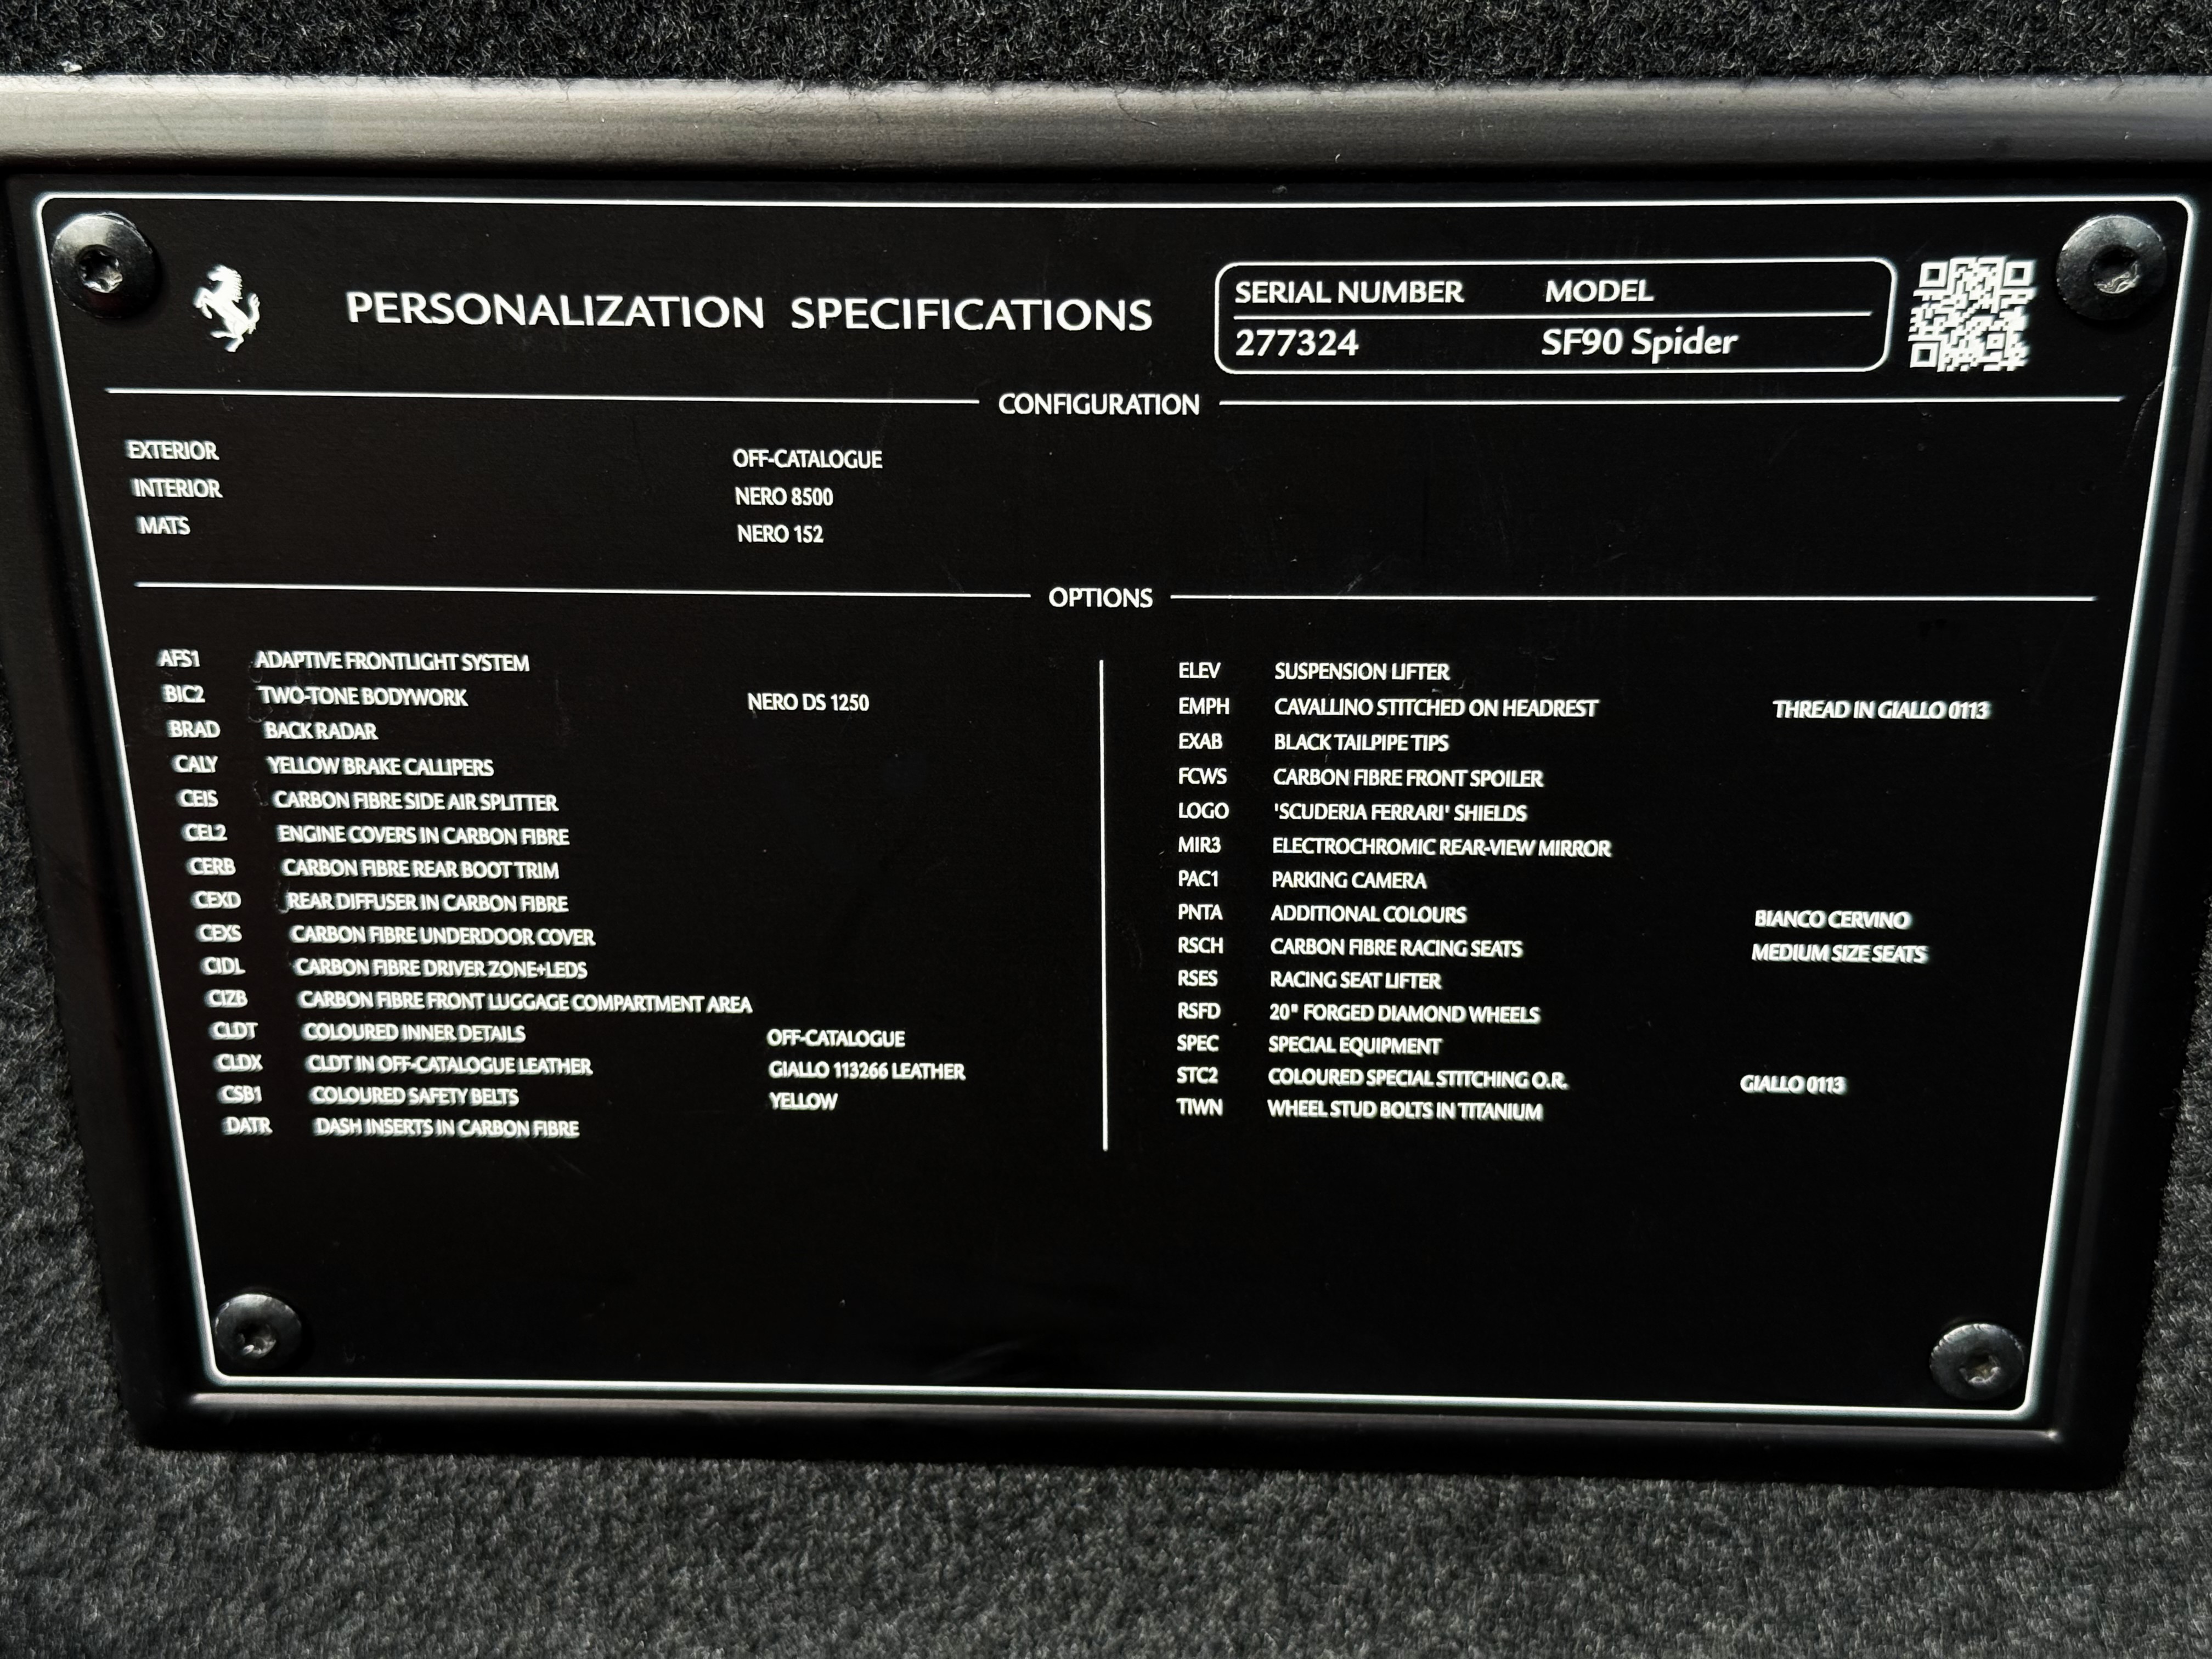 PERSONALIZATION SPECIFICATIONS
SERIAL NUMBER MODEL
277324 SF90 Spider
CONFIGURATION
EXTERIOR OFF-CATALOGUE
INTERIOR NERO 8500
MATS NERO 152
OPTIONS
AFS1 ADAPTIVE FRONTLIGHT SYSTEM
BIC2 TWO-TONE BODYWORK NERO DS 1250
BRAD BACK RADAR
CALY YELLOW BRAKE CALLIPERS
CEIS CARBON FIBRE SIDE AIR SPLITTER
CEL2 ENGINE COVERS IN CARBON FIBRE
CERB CARBON FIBRE REAR BOOT TRIM
CEXD REAR DIFFUSER IN CARBON FIBRE
CEXS CARBON FIBRE UNDERDOOR COVER
CIDL CARBON FIBRE DRIVER ZONE+LEDS
CIZB CARBON FIBRE FRONT LUGGAGE COMPARTMENT AREA
CLDT COLOURED INNER DETAILS OFF-CATALOGUE
CLDX CLDT IN OFF-CATALOGUE LEATHER GIALLO 113266 LEATHER
CSB1 COLOURED SAFETY BELTS YELLOW
DATR DASH INSERTS IN CARBON FIBRE
ELEV SUSPENSION LIFTER
EMPH CAVALLINO STITCHED ON HEADREST THREAD IN GIALLO 0113
EXAB BLACK TAILPIPE TIPS
FCWS CARBON FIBRE FRONT SPOILER
LOGO 'SCUDERIA FERRARI' SHIELDS
MIR3 ELECTROCHROMIC REAR-VIEW MIRROR
PAC1 PARKING CAMERA
PNTA ADDITIONAL COLOURS BIANCO CERVINO
RSCH CARBON FIBRE RACING SEATS MEDIUM SIZE SEATS
RSES RACING SEAT LIFTER
RSFD 20" FORGED DIAMOND WHEELS
SPEC SPECIAL EQUIPMENT
STC2 COLOURED SPECIAL STITCHING O.R. GIALLO 0113
TIWN WHEEL STUD BOLTS IN TITANIUM